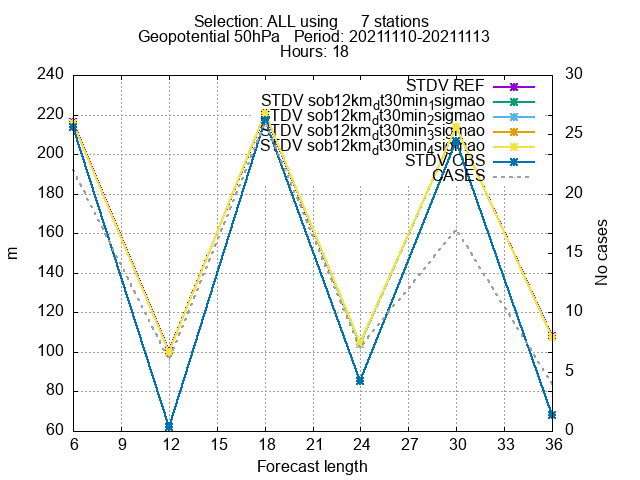 Selection: ALL using 7 stations
Geopotential 50hPa Period: 20211110-20211113
Hours: 18
STDV REF
STDV sob12km_dt30min_1sigmao
STDV sob12km_dt30min_2sigmao
STDV sob12km_dt30min_3sigmao
STDV sob12km_dt30min_4sigmao
STDV OBS
CASES
240
220
200
180
160
140
120
100
80
60
m
30
25
20
15
10
5
0
No cases
6 9 12 15 18 21 24 27 30 33 36
Forecast length